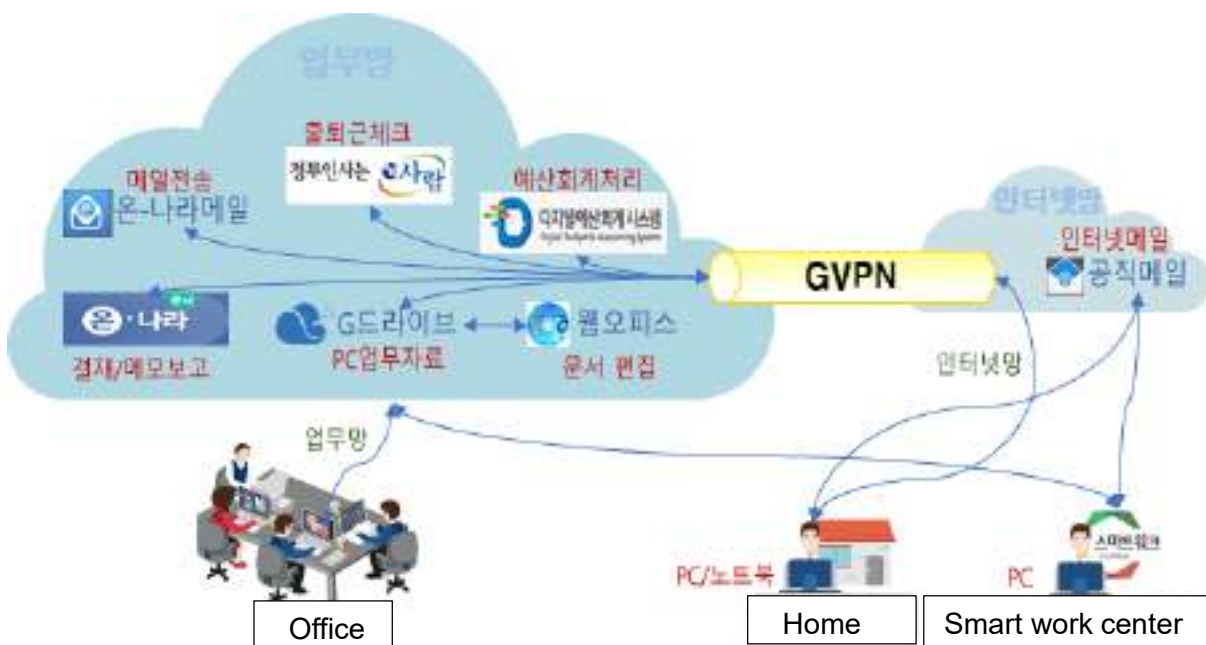 업무망
출퇴근체크
정부인사는 e사람
메일전송
온-나라메일
예산회계처리
디지털예산회계시스템
GVPN
인터넷망
인터넷메일
공직메일
온·나라
문서
결재/메모보고
G드라이브
PC업무자료
웹오피스
문서 편집
인터넷망
업무망
PC/노트북
스마트워크
PC
Office
Home
Smart work center